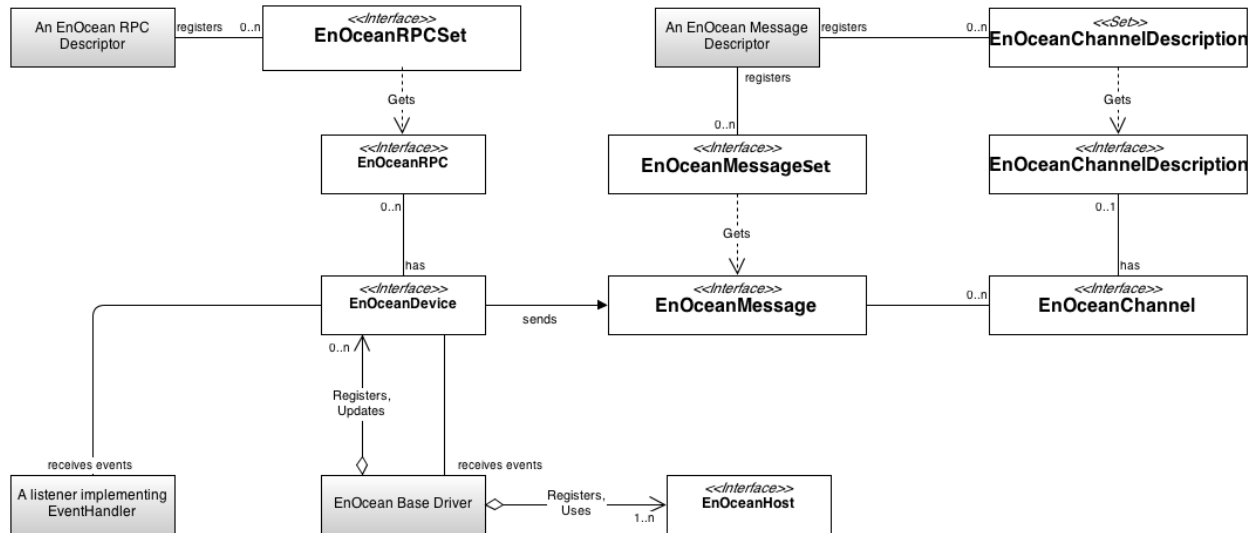 An EnOcean RPC
Descriptor
registers
0..n
<<Interface>>
EnOceanRPCSet
An EnOcean Message
Descriptor
registers
0..n
<<Set>>
EnOceanChannelDescription
registers
Gets
Gets
0..n
<<Interface>>
EnOceanRPC
<<Interface>>
EnOceanMessageSet
<<Interface>>
EnOceanChannelDescription
0..n
0..1
Gets
has
has
<<Interface>>
EnOceanDevice
sends
<<Interface>>
EnOceanMessage
0..n
<<Interface>>
EnOceanChannel
0..n
Registers,
Updates
receives events
receives events
A listener implementing
EventHandler
EnOcean Base Driver
Registers,
Uses
1..n
<<Interface>>
EnOceanHost